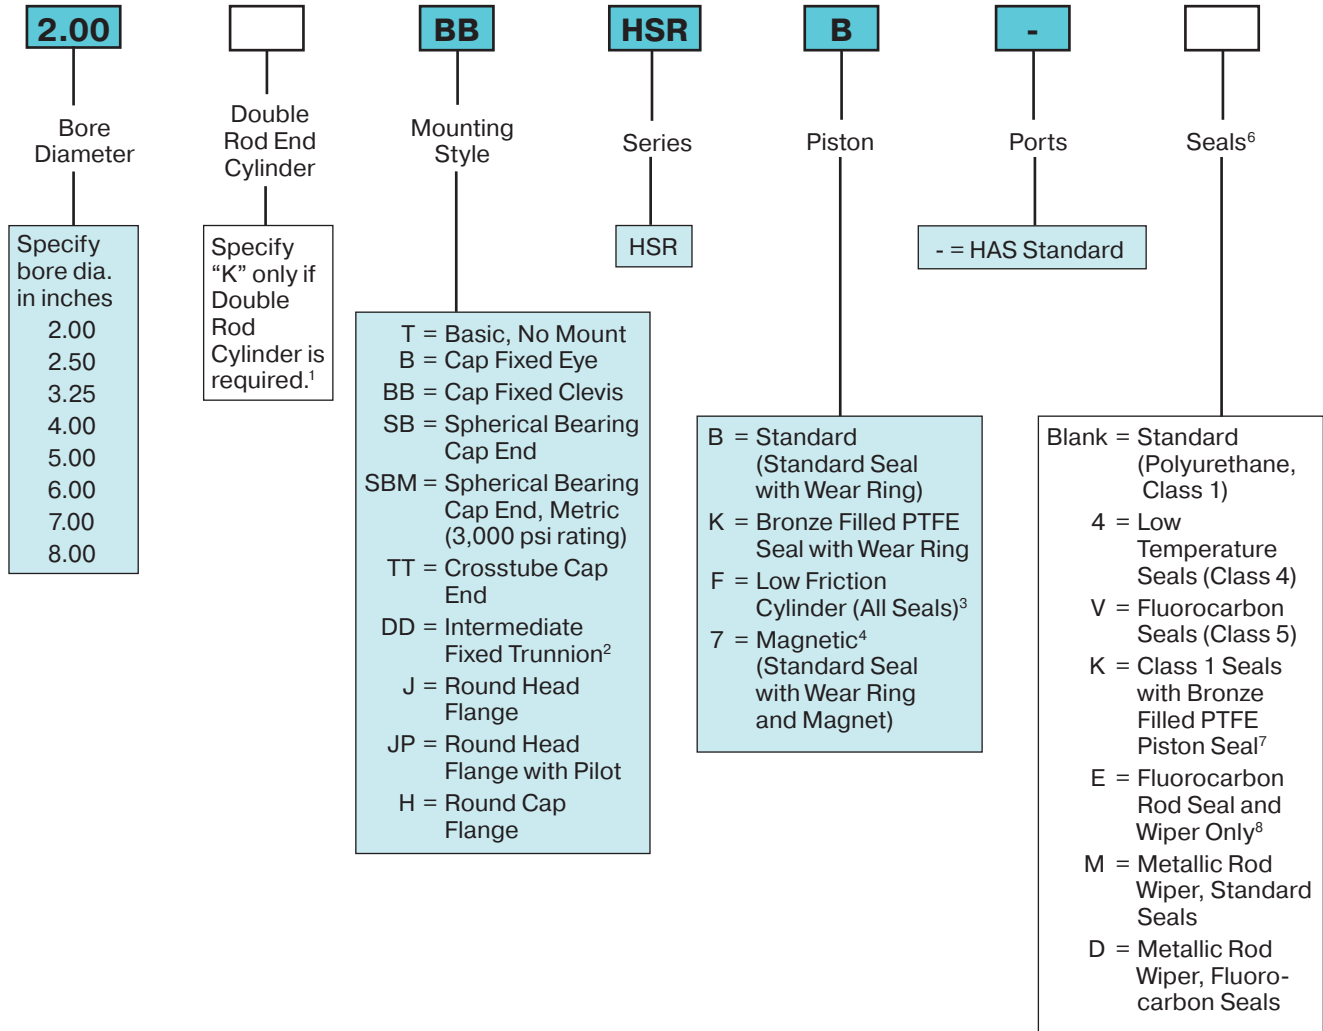 2.00
BB
HSR
B
-
Bore
Diameter
Double
Rod End
Cylinder
Mounting
Style
Series
Piston
Ports
Seals⁶
Specify
bore dia.
in inches
2.00
2.50
3.25
4.00
5.00
6.00
7.00
8.00
Specify
“K” only if
Double
Rod
Cylinder is
required.¹
T = Basic, No Mount
B = Cap Fixed Eye
BB = Cap Fixed Clevis
SB = Spherical Bearing
Cap End
SBM = Spherical Bearing
Cap End, Metric
(3,000 psi rating)
TT = Crosstube Cap
End
DD = Intermediate
Fixed Trunnion²
J = Round Head
Flange
JP = Round Head
Flange with Pilot
H = Round Cap
Flange
HSR
B = Standard
(Standard Seal
with Wear Ring)
K = Bronze Filled PTFE
Seal with Wear Ring
F = Low Friction
Cylinder (All Seals)³
7 = Magnetic⁴
(Standard Seal
with Wear Ring
and Magnet)
- = HAS Standard
Blank = Standard
(Polyurethane,
Class 1)
4 = Low
Temperature
Seals (Class 4)
V = Fluorocarbon
Seals (Class 5)
K = Class 1 Seals
with Bronze
Filled PTFE
Piston Seal⁷
E = Fluorocarbon
Rod Seal and
Wiper Only⁸
M = Metallic Rod
Wiper, Standard
Seals
D = Metallic Rod
Wiper, Fluoro-
carbon Seals